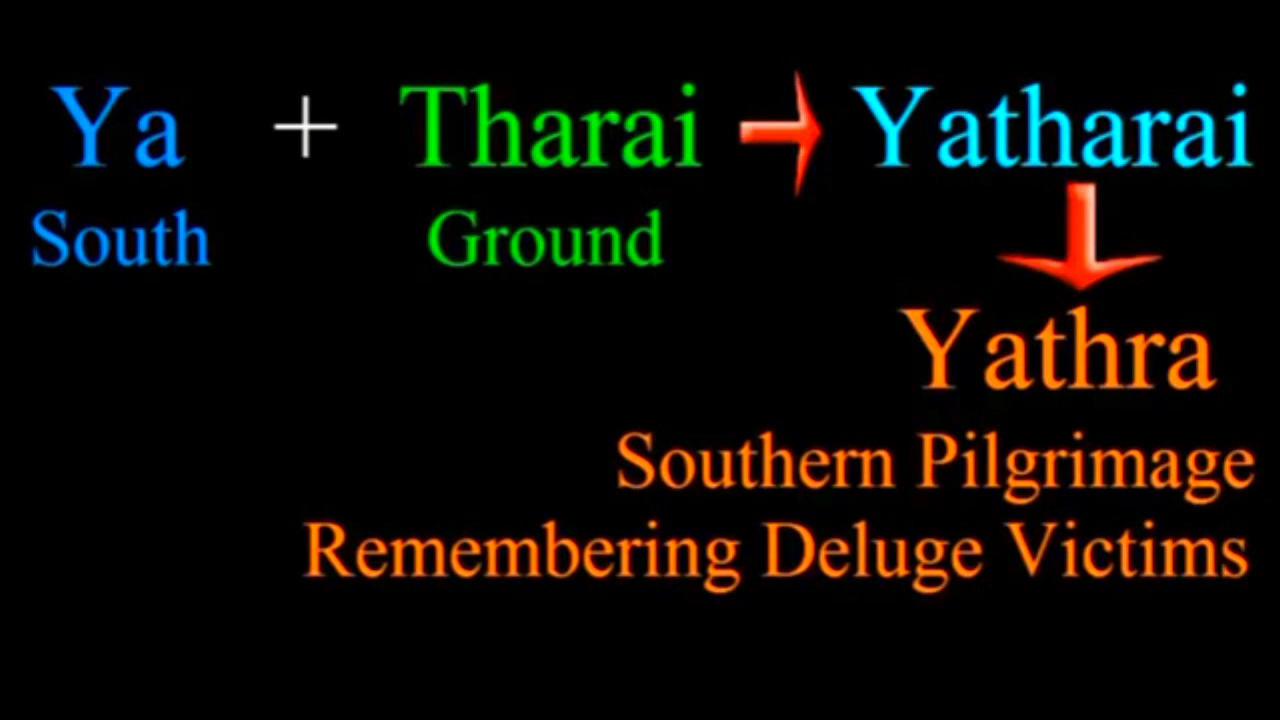 Ya + Tharai → Yatharai
South Ground
Yathra
Southern Pilgrimage
Remembering Deluge Victims